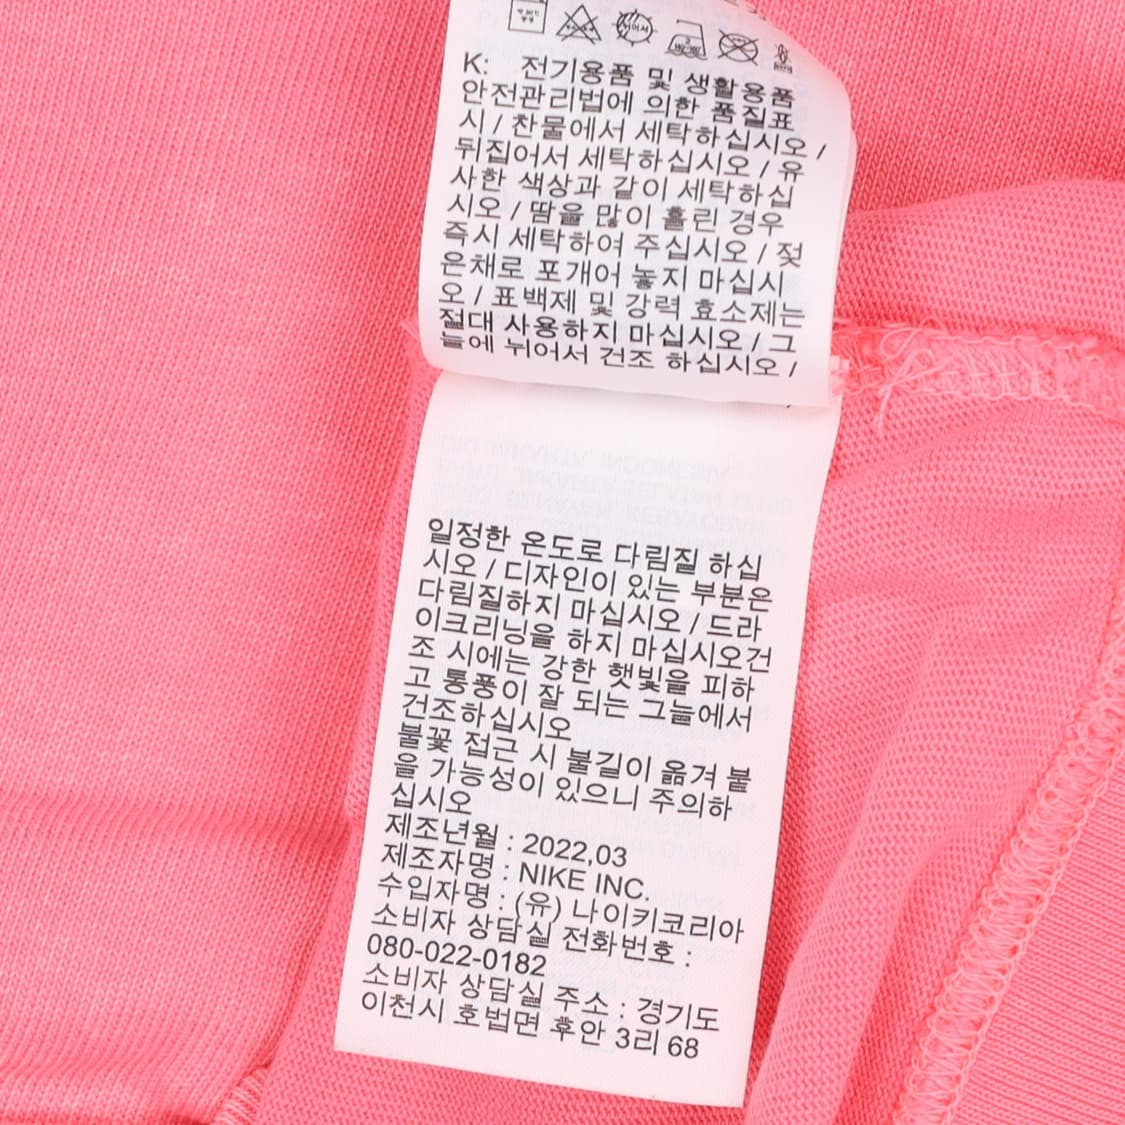 K: 전기용품 및 생활용품
안전관리법에 의한 품질표
시 / 찬물에서 세탁하십시오 /
뒤집어서 세탁하십시오 / 유
사한 색상과 같이 세탁하십
시오 / 땀을 많이 흘린 경우
즉시 세탁하여 주십시오 / 젖
은채로 포개어 놓지 마십시
오 / 표백제 및 강력 효소제는
절대 사용하지 마십시오 / 그
늘에 뉘어서 건조 하십시오 /
일정한 온도로 다림질 하십
시오 / 디자인이 있는 부분은
다림질하지 마십시오 / 드라
이크리닝을 하지 마십시오건
조 시에는 강한 햇빛을 피하
고 통풍이 잘 되는 그늘에서
건조하십시오
불꽃 접근 시 불길이 옮겨 붙
을 가능성이 있으니 주의하
십시오
제조년월 : 2022,03
제조자명 : NIKE INC.
수입자명 : (유) 나이키코리아
소비자 상담실 전화번호 :
080-022-0182
소비자 상담실 주소 : 경기도
이천시 호법면 후안 3리 68